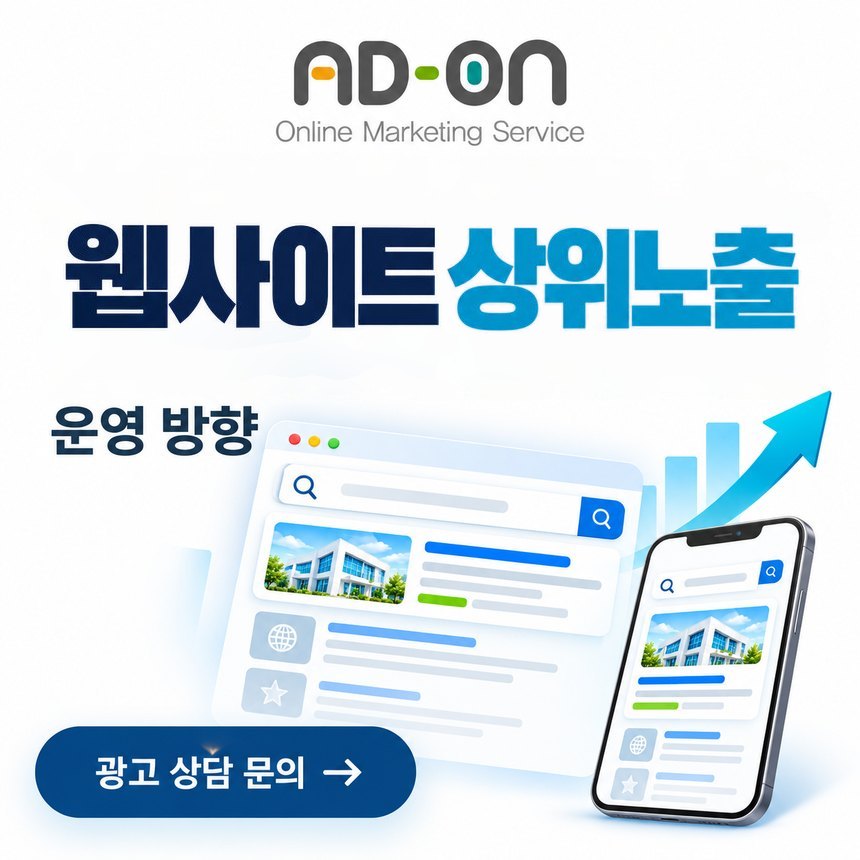 AD-ON
Online Marketing Service
웹사이트 상위노출
운영 방향
광고 상담 문의 →